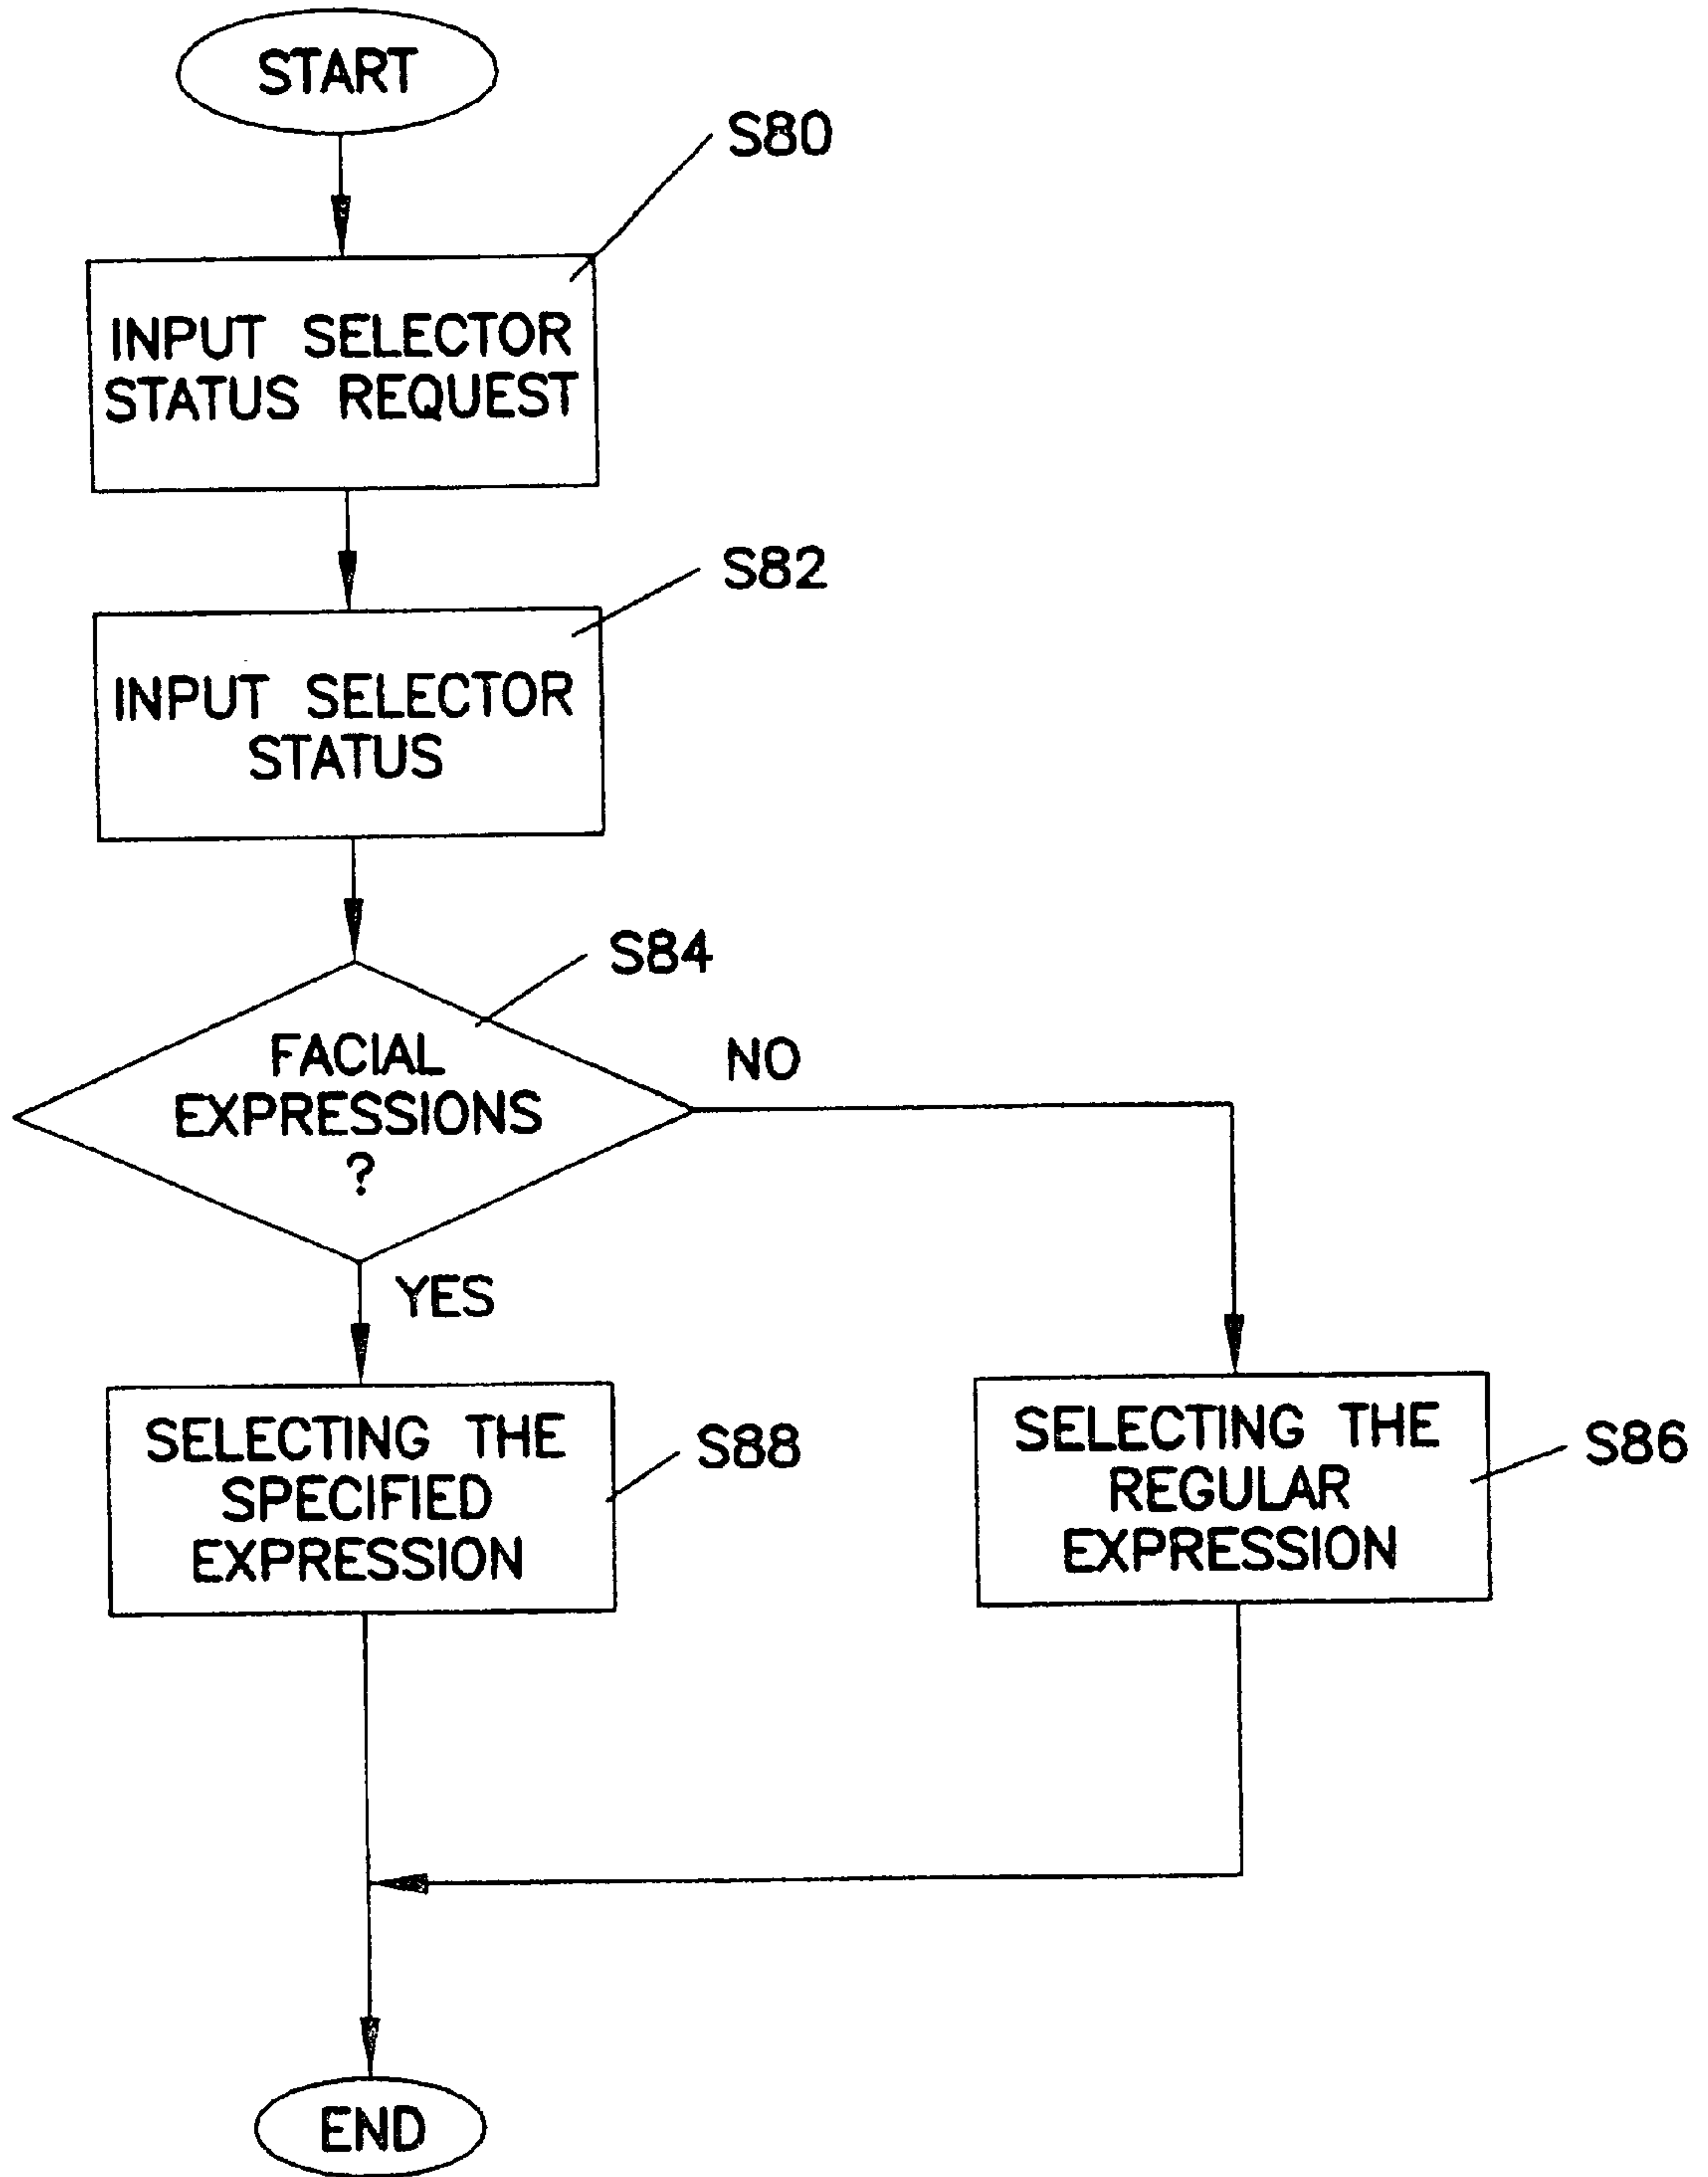 START
S80
INPUT SELECTOR
STATUS REQUEST
S82
INPUT SELECTOR
STATUS
S84
FACIAL
EXPRESSIONS
?
NO
YES
SELECTING THE
SPECIFIED
EXPRESSION
S88
SELECTING THE
REGULAR
EXPRESSION
S86
END